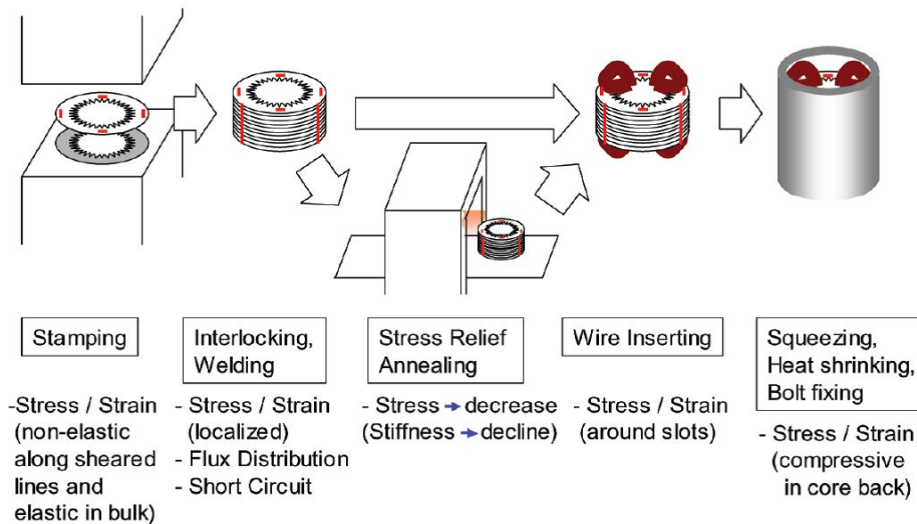 Stamping
-Stress / Strain
(non-elastic
along sheared
lines and
elastic in bulk)
Interlocking,
Welding
- Stress / Strain
(localized)
- Flux Distribution
- Short Circuit
Stress Relief
Annealing
- Stress → decrease
(Stiffness → decline)
Wire Inserting
- Stress / Strain
(around slots)
Squeezing,
Heat shrinking,
Bolt fixing
- Stress / Strain
(compressive
in core back)